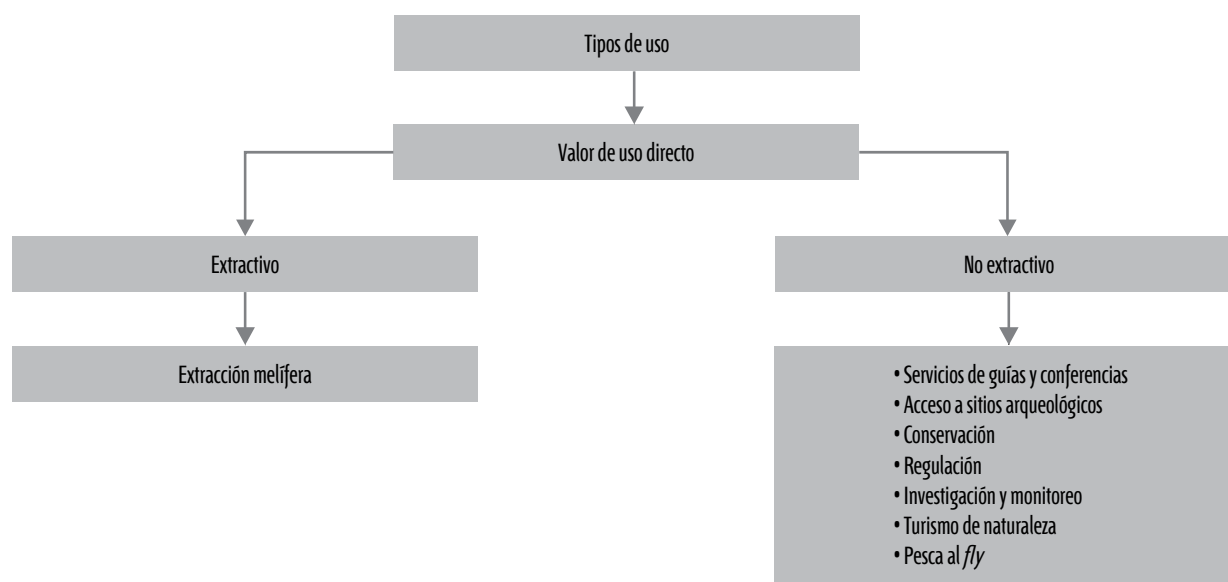 Tipos de uso
Valor de uso directo
Extractivo
No extractivo
Extracción melífera
• Servicios de guías y conferencias
• Acceso a sitios arqueológicos
• Conservación
• Regulación
• Investigación y monitoreo
• Turismo de naturaleza
• Pesca al fly